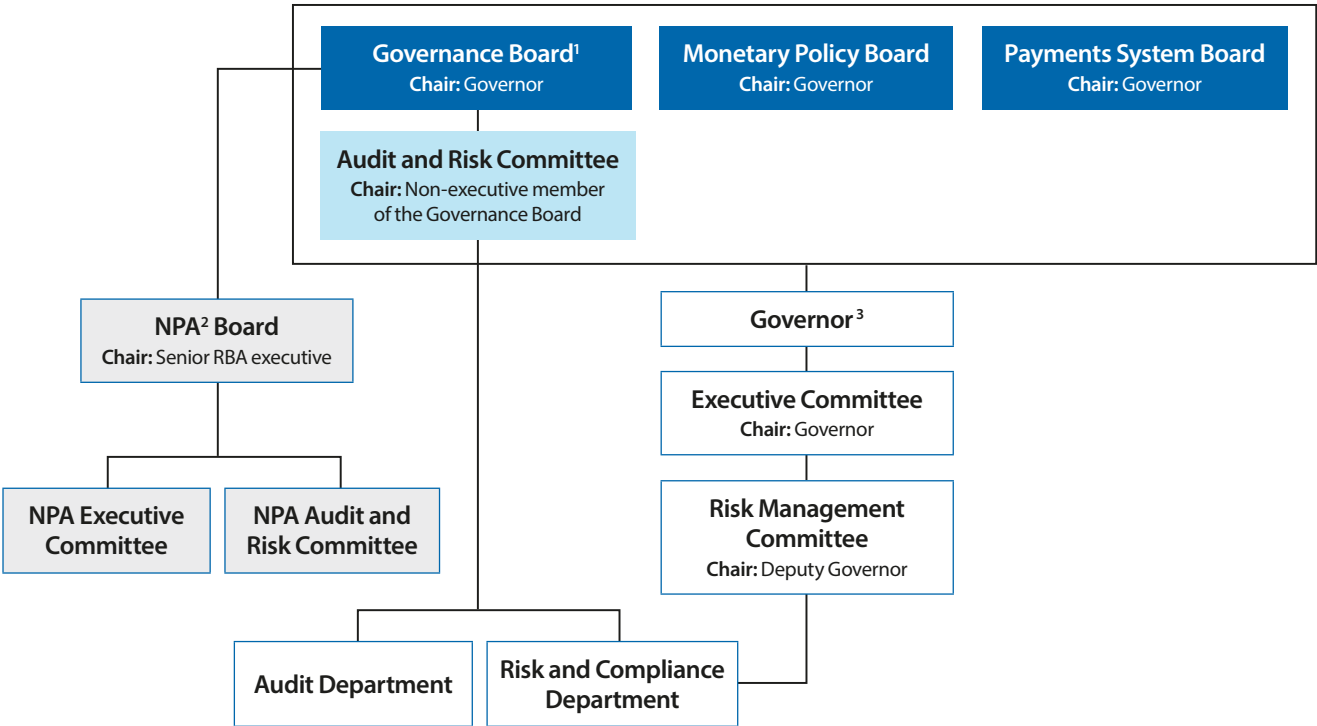 Governance Board¹
Chair: Governor
Monetary Policy Board
Chair: Governor
Payments System Board
Chair: Governor
Audit and Risk Committee
Chair: Non-executive member
of the Governance Board
NPA² Board
Chair: Senior RBA executive
Governor³
Executive Committee
Chair: Governor
NPA Executive
Committee
NPA Audit and
Risk Committee
Risk Management
Committee
Chair: Deputy Governor
Audit Department
Risk and Compliance
Department